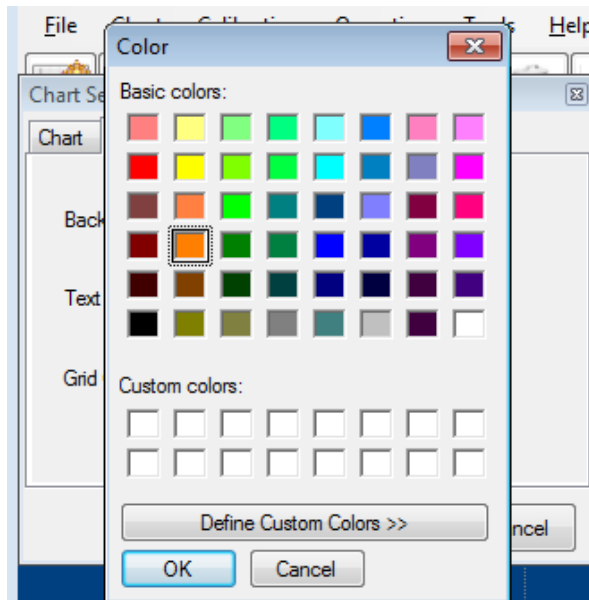 File
Help
Color
Chart Se
Basic colors:
Chart
Back
Text
Grid
Custom colors:
Define Custom Colors >>
ncel
OK
Cancel